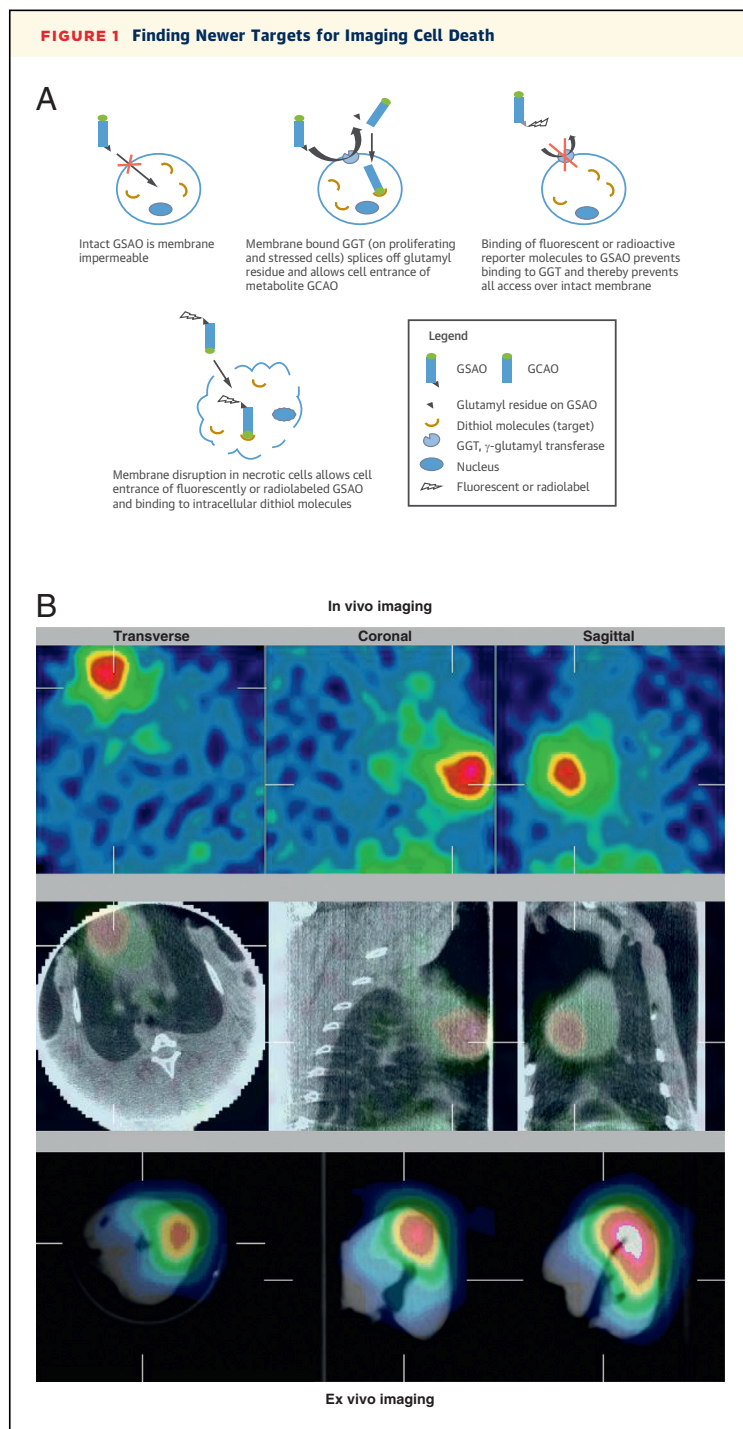 FIGURE 1 Finding Newer Targets for Imaging Cell Death
A
Intact GSAO is membrane
impermeable
Membrane bound GGT (on proliferating
and stressed cells) splices off glutamyl
residue and allows cell entrance of
metabolite GCAO
Binding of fluorescent or radioactive
reporter molecules to GSAO prevents
binding to GGT and thereby prevents
all access over intact membrane
Membrane disruption in necrotic cells allows cell
entrance of fluorescently or radiolabeled GSAO
and binding to intracellular dithiol molecules
Legend
GSAO GCAO
Glutamyl residue on GSAO
Dithiol molecules (target)
GGT, γ-glutamyl transferase
Nucleus
Fluorescent or radiolabel
B
In vivo imaging
Transverse Coronal Sagittal
Ex vivo imaging